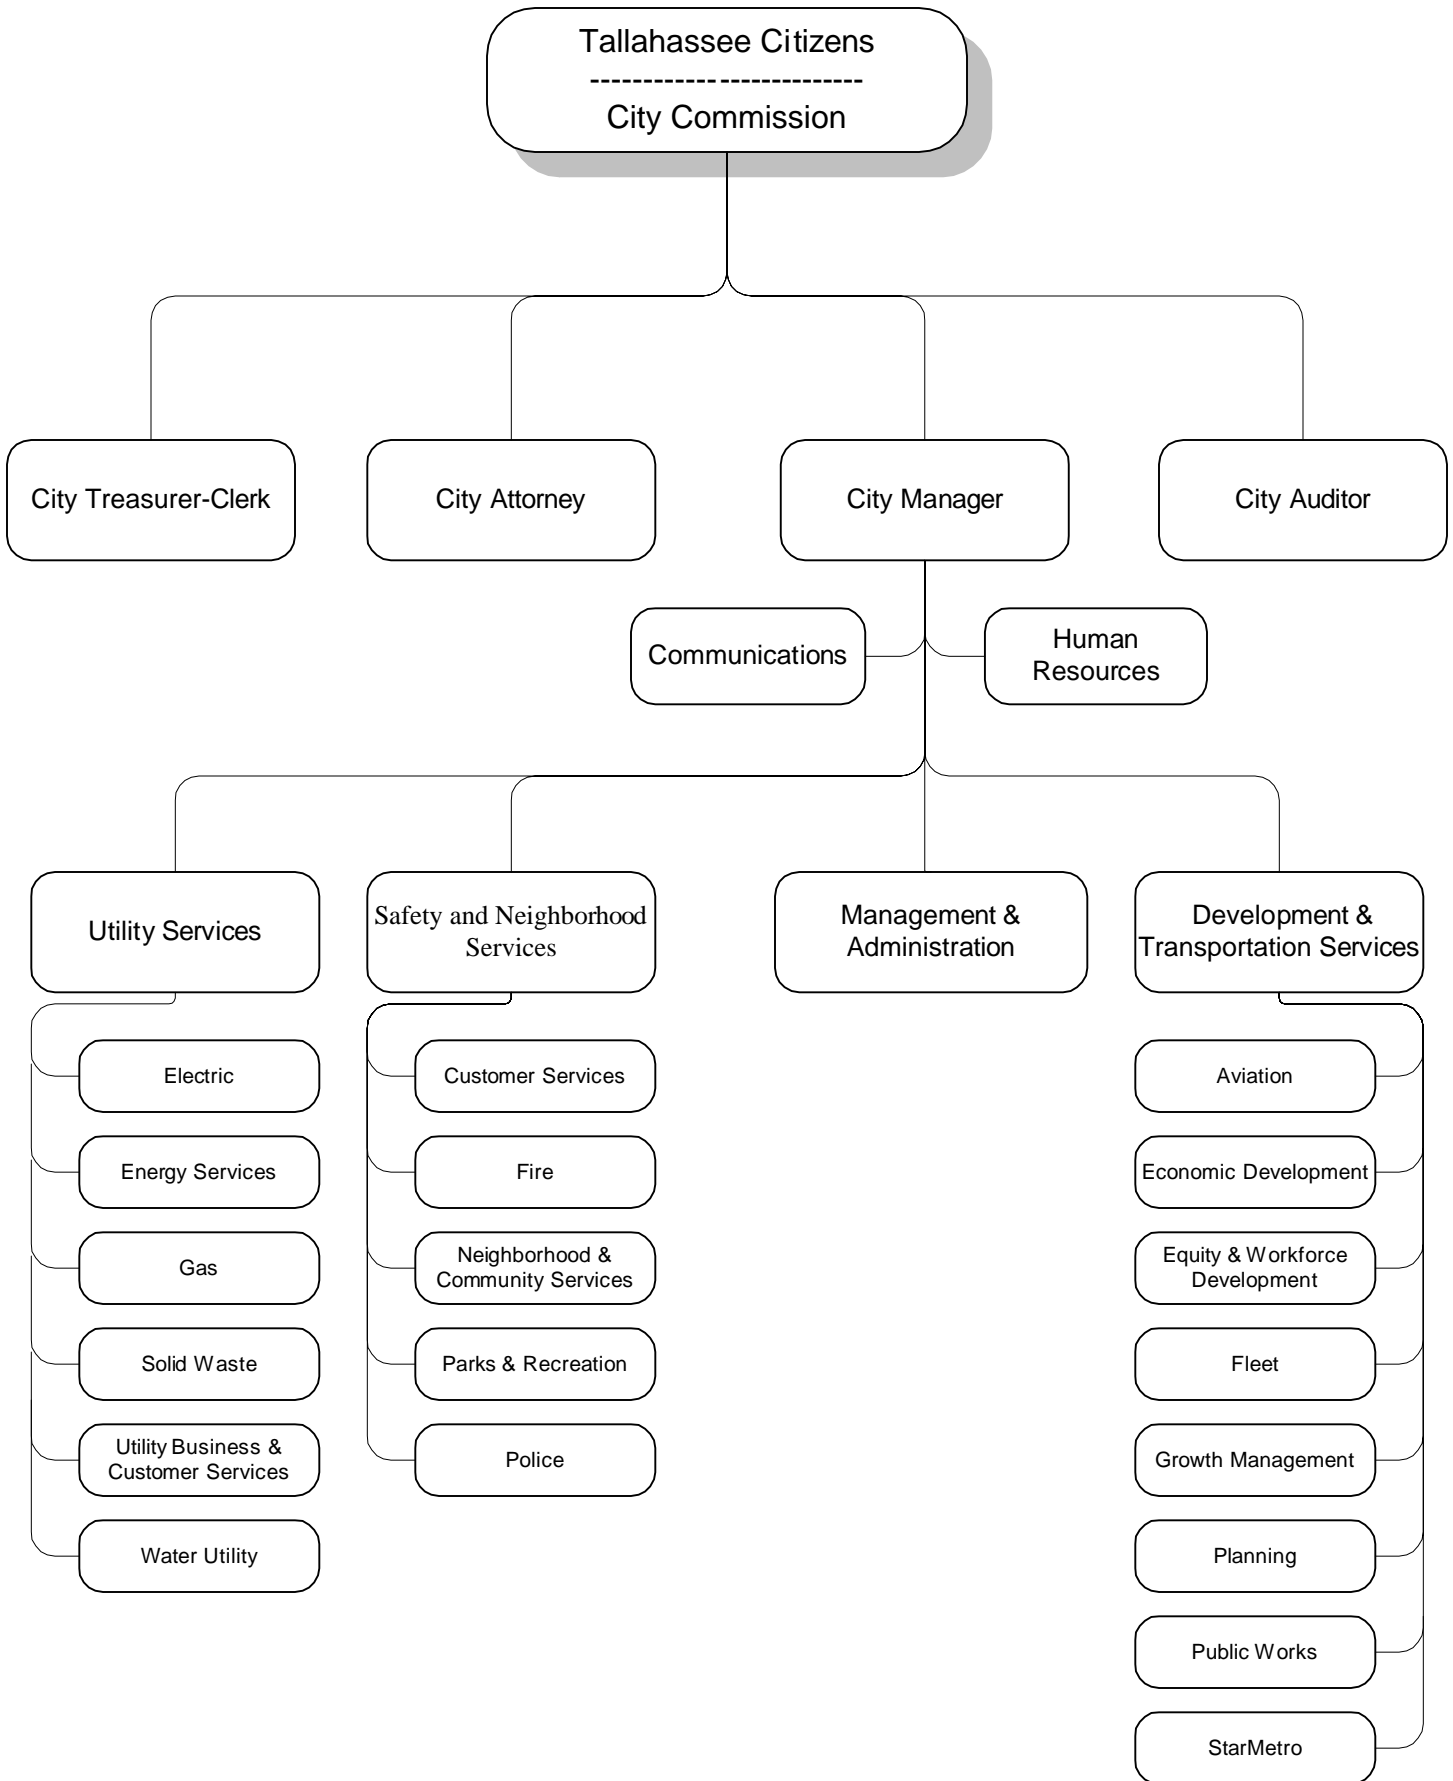 Tallahassee Citizens
--------------------------
City Commission
City Treasurer-Clerk
City Attorney
City Manager
City Auditor
Communications
Human
Resources
Utility Services
Safety and Neighborhood
Services
Management &
Administration
Development &
Transportation Services
Electric
Energy Services
Gas
Solid Waste
Utility Business &
Customer Services
Water Utility
Customer Services
Fire
Neighborhood &
Community Services
Parks & Recreation
Police
Aviation
Economic Development
Equity & Workforce
Development
Fleet
Growth Management
Planning
Public Works
StarMetro